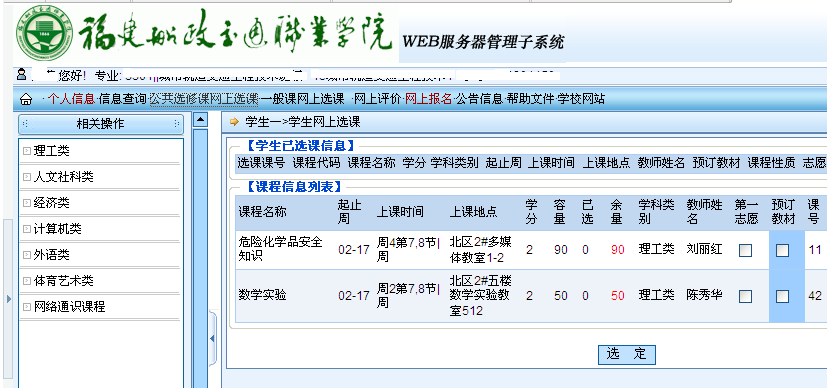 福建船政交通職業学院 WEB服务器管理子系统
您好! 专业:
个人信息·信息查询·公共选修课网上选课·一般课网上选课 ·网上评价·网上报名·公告信息·帮助文件·学校网站
相关操作
理工类
人文社科类
经济类
计算机类
外语类
体育艺术类
网络通识课程
学生—>学生网上选课
【学生已选课信息】
选课课号 课程代码 课程名称 学分 学科类别 起止周 上课时间 上课地点 教师姓名 预订教材 课程性质 志愿
【课程信息列表】
课程名称 起止周 上课时间 上课地点 学分 容量 已选 余量 学科类别 教师姓名 第一志愿 预订教材 课号
危险化学品安全知识 02-17 周4第7,8节|周 北区2#多媒体教室1-2 2 90 0 90 理工类 刘丽红 11
数学实验 02-17 周2第7,8节|周 北区2#五楼数学实验教室512 2 50 0 50 理工类 陈秀华 42
选 定